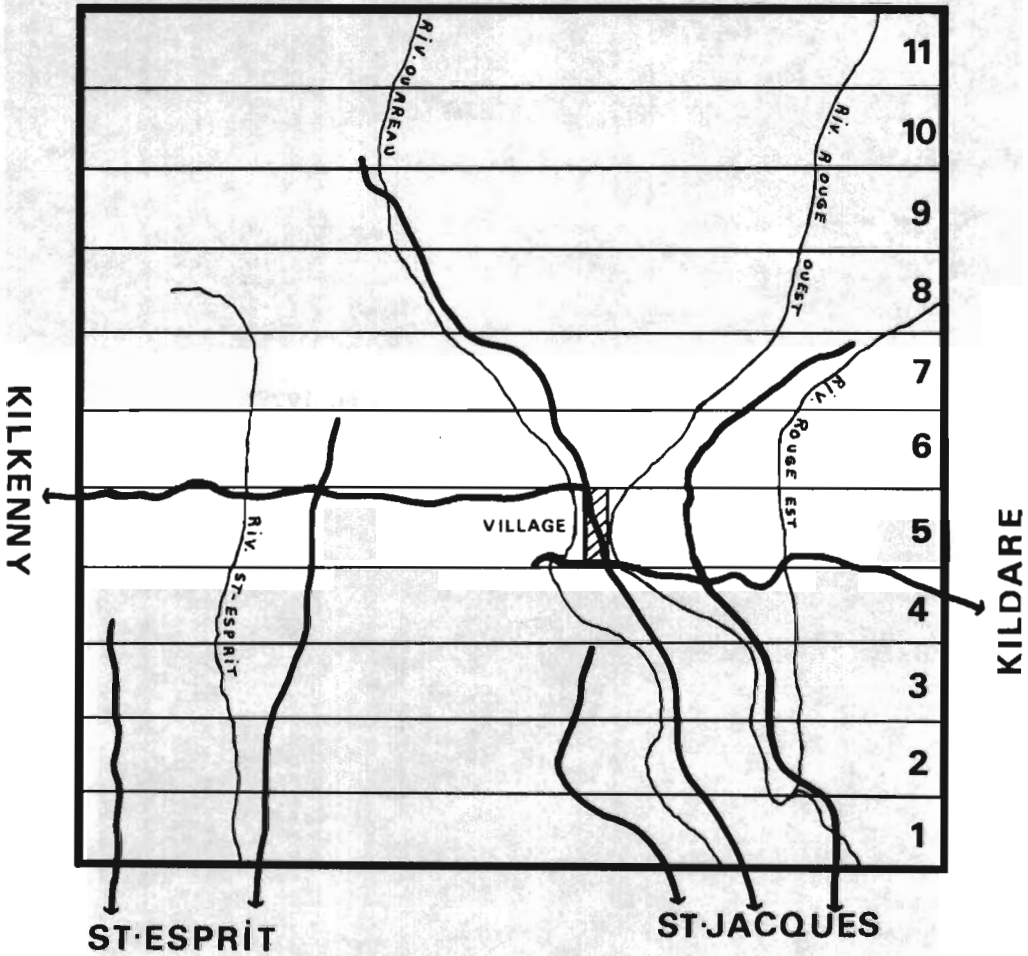 RIV. OUAREAU
11
RIV. ROUGE OUEST
10
9
8
7
RIV. ROUGE EST
6
KILKENNY
VILLAGE
5
RIV. ST-ESPRIT
KILDARE
4
3
2
1
ST-ESPRIT
ST-JACQUES